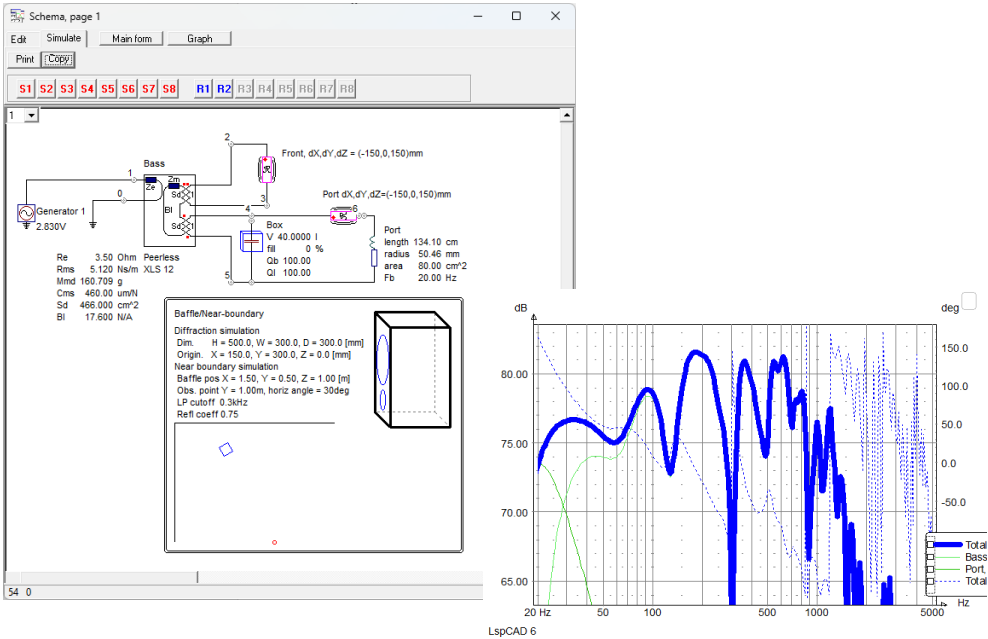 Schema, page 1
Edit Simulate Main form Graph
Print Copy
S1 S2 S3 S4 S5 S6 S7 S8 R1 R2 R3 R4 R5 R6 R7 R8
1
2
Front, dX,dY,dZ = (-150,0,150)mm
Bass
1
Zm
Ze
Sd
0
3
Port dX,dY,dZ=(-150,0,150)mm
Bl
4
6
Generator 1
2.830V
Sd
Box
V 40.0000 l
fill 0 %
Qb 100.00
Ql 100.00
Port
length 134.10 cm
radius 50.46 mm
area 80.00 cm^2
Fb 20.00 Hz
5
Peerless
XLS 12
Re 3.50 Ohm
Rms 5.120 Ns/m
Mmd 160.709 g
Cms 460.00 um/N
Sd 466.000 cm^2
Bl 17.600 N/A
Baffle/Near-boundary
Diffraction simulation
Dim. H = 500.0, W = 300.0, D = 300.0 [mm]
Origin. X = 150.0, Y = 300.0, Z = 0.0 [mm]
Near boundary simulation
Baffle pos X = 1.50, Y = 0.50, Z = 1.00 [m]
Obs. point Y = 1.00m, horiz angle = 30deg
LP cutoff 0.3kHz
Refl coeff 0.75
54 0
dB
deg
80.00
75.00
70.00
65.00
150.0
100.0
50.0
0.0
-50.0
Total
Bass
Port,
Total
20 Hz 50 100 500 1000 5000 Hz
LspCAD 6